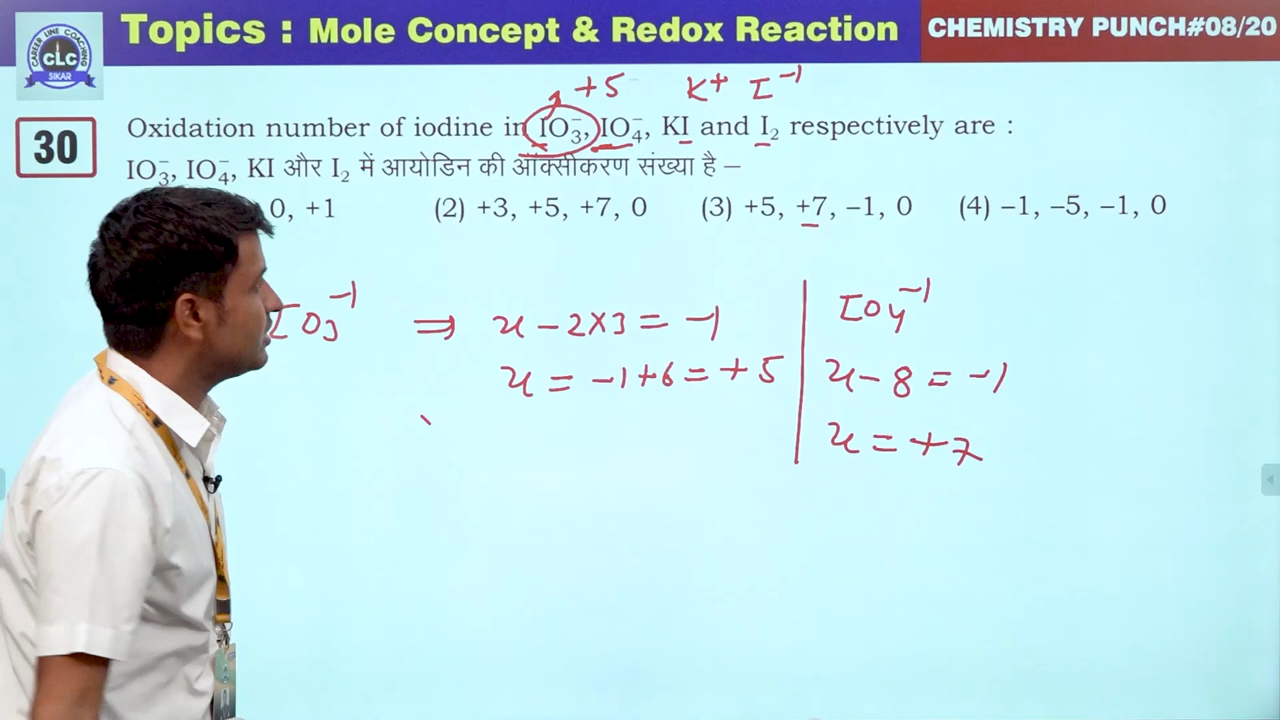 CAREER LINE COACHING
CLC
SIKAR
Topics : Mole Concept & Redox Reaction
CHEMISTRY PUNCH#08/20
+5 K+ I⁻¹
30
Oxidation number of iodine in IO₃⁻, IO₄⁻, KI and I₂ respectively are :
IO₃⁻, IO₄⁻, KI और I₂ में आयोडिन की ऑक्सीकरण संख्या है –
0, +1 (2) +3, +5, +7, 0 (3) +5, +7, –1, 0 (4) –1, –5, –1, 0
IO₃⁻¹ ⇒ x – 2×3 = –1
x = –1+6 = +5
IO₄⁻¹
x – 8 = –1
x = +7